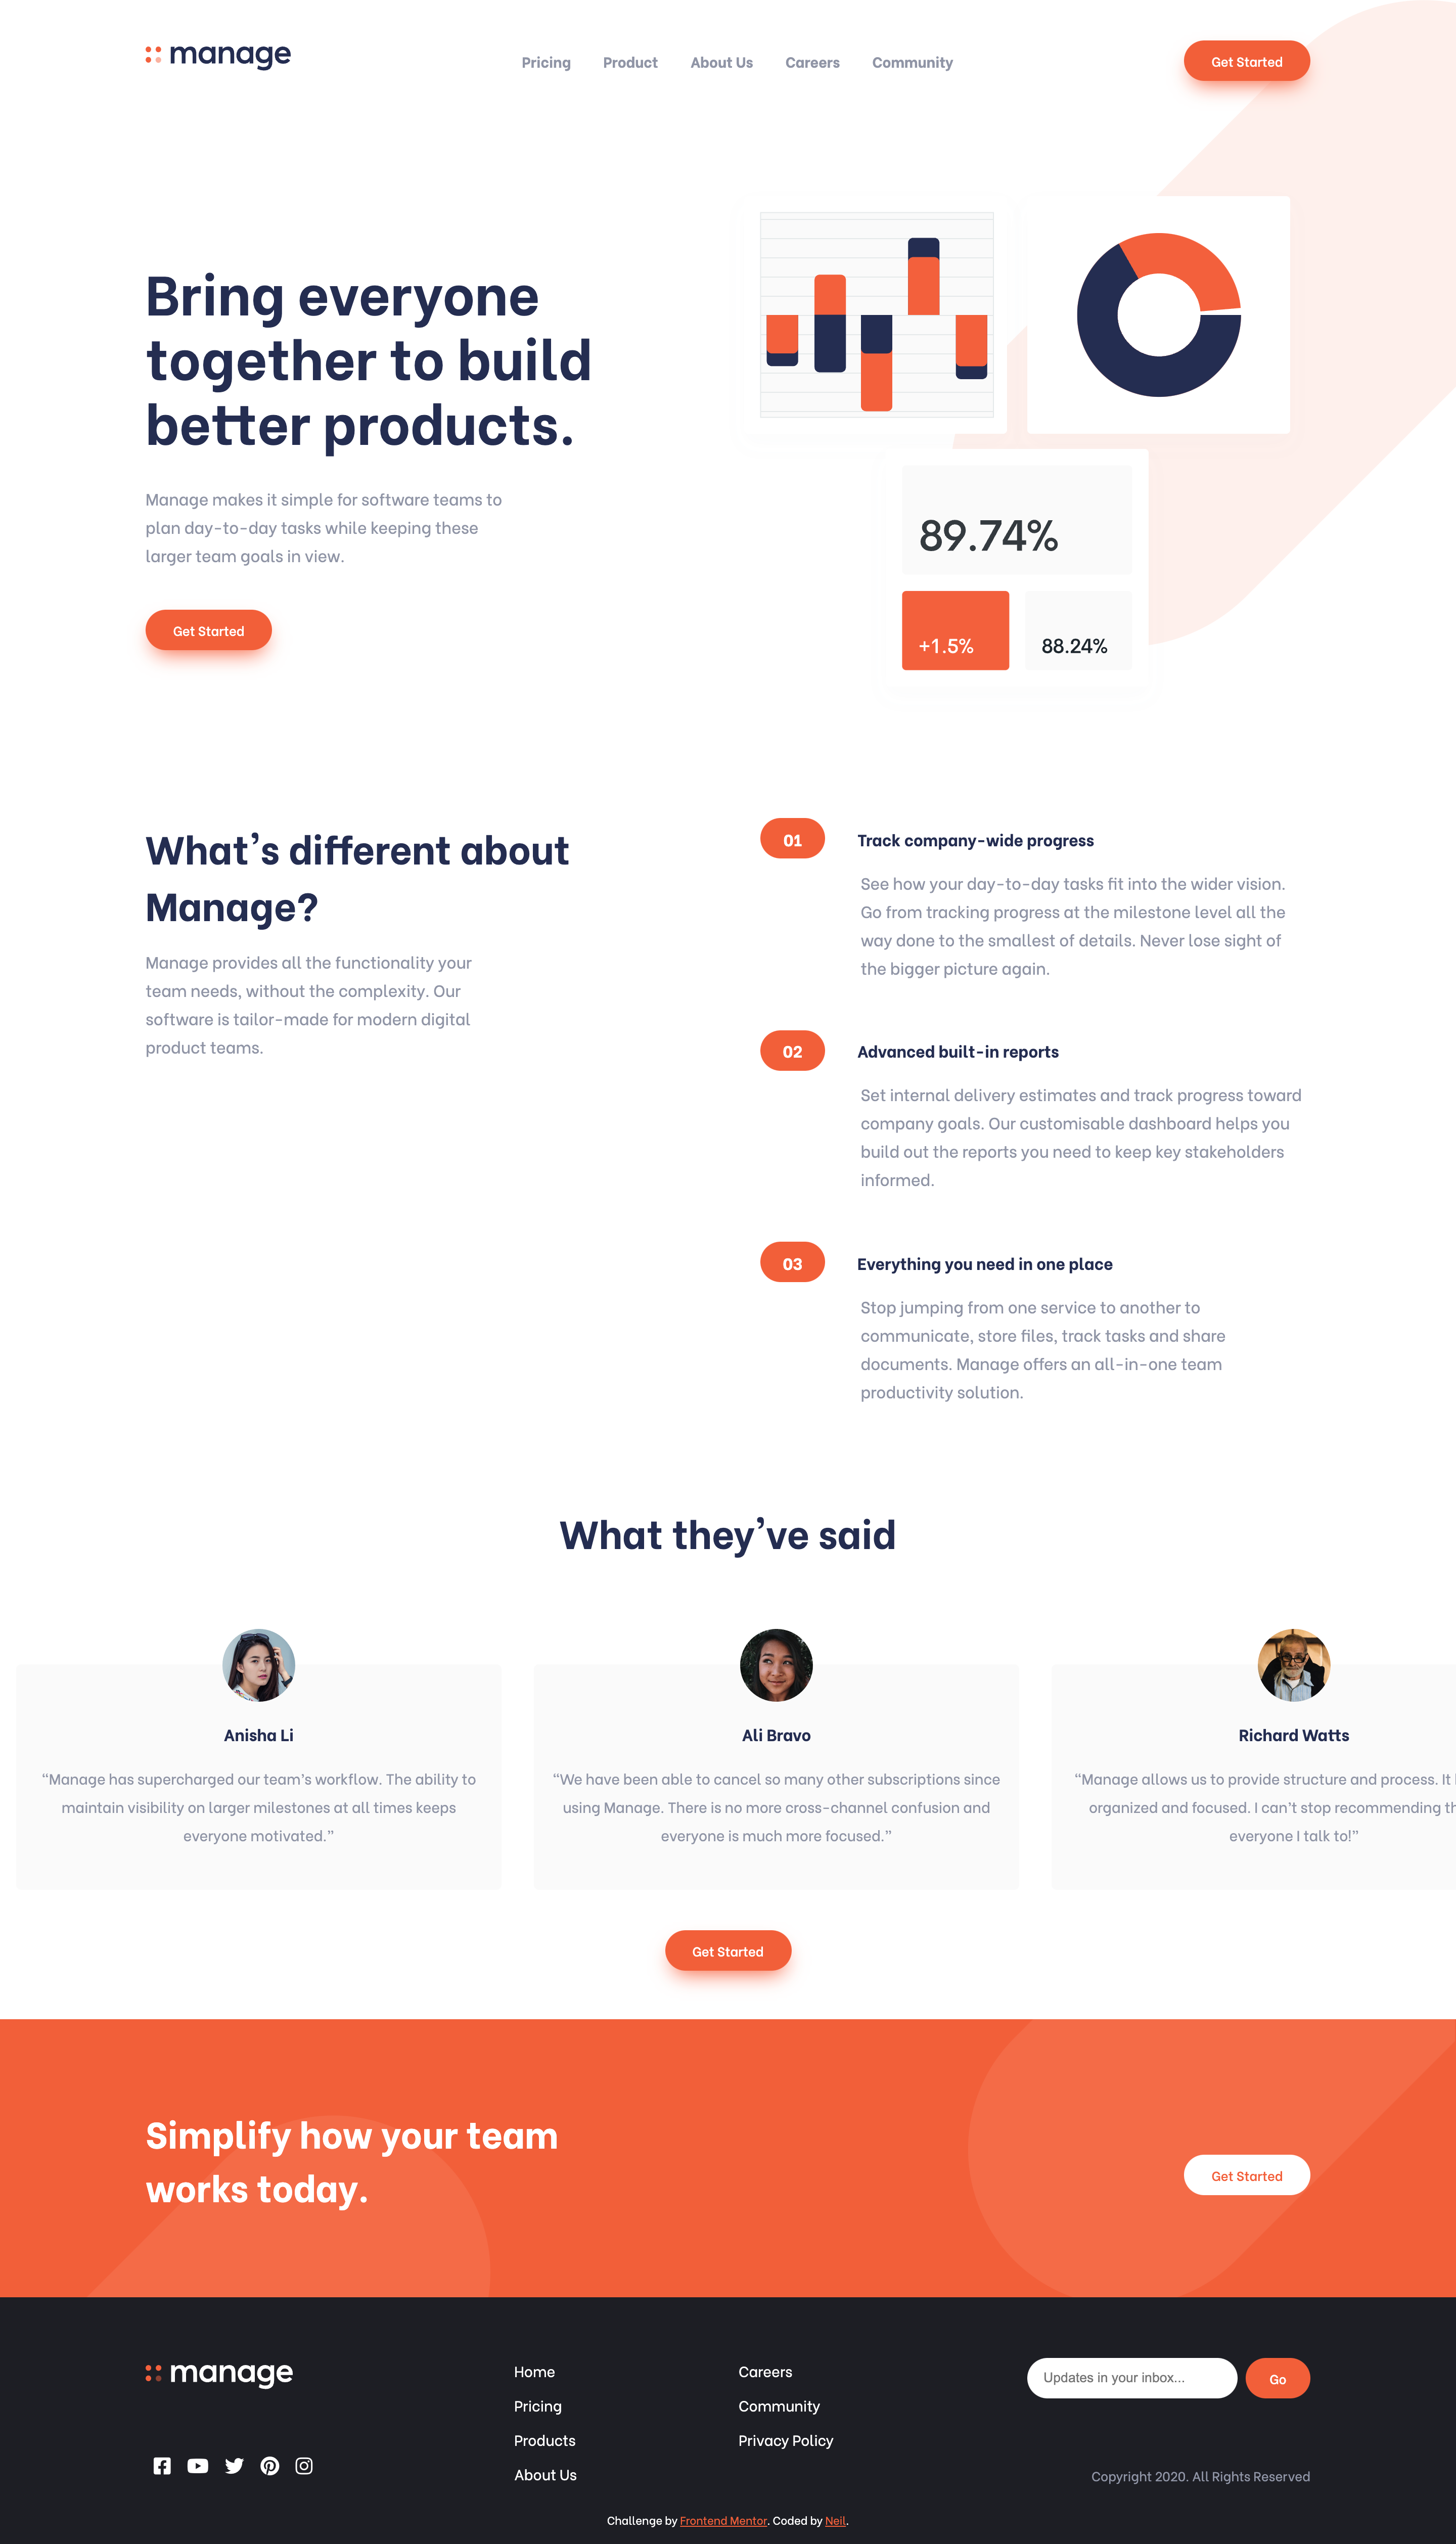 manage
Pricing Product About Us Careers Community
Get Started
Bring everyone
together to build
better products.
Manage makes it simple for software teams to
plan day-to-day tasks while keeping these
larger team goals in view.
Get Started
89.74%
+1.5% 88.24%
What's different about
Manage?
Manage provides all the functionality your
team needs, without the complexity. Our
software is tailor-made for modern digital
product teams.
01 Track company-wide progress
See how your day-to-day tasks fit into the wider vision.
Go from tracking progress at the milestone level all the
way done to the smallest of details. Never lose sight of
the bigger picture again.
02 Advanced built-in reports
Set internal delivery estimates and track progress toward
company goals. Our customisable dashboard helps you
build out the reports you need to keep key stakeholders
informed.
03 Everything you need in one place
Stop jumping from one service to another to
communicate, store files, track tasks and share
documents. Manage offers an all-in-one team
productivity solution.
What they've said
Anisha Li
“Manage has supercharged our team's workflow. The ability to
maintain visibility on larger milestones at all times keeps
everyone motivated.”
Ali Bravo
“We have been able to cancel so many other subscriptions since
using Manage. There is no more cross-channel confusion and
everyone is much more focused.”
Richard Watts
“Manage allows us to provide structure and process. It
organized and focused. I can't stop recommending
everyone I talk to!”
Get Started
Simplify how your team
works today.
Get Started
manage
Home
Pricing
Products
About Us
Careers
Community
Privacy Policy
Updates in your inbox...
Go
Copyright 2020. All Rights Reserved
Challenge by Frontend Mentor. Coded by Neil.